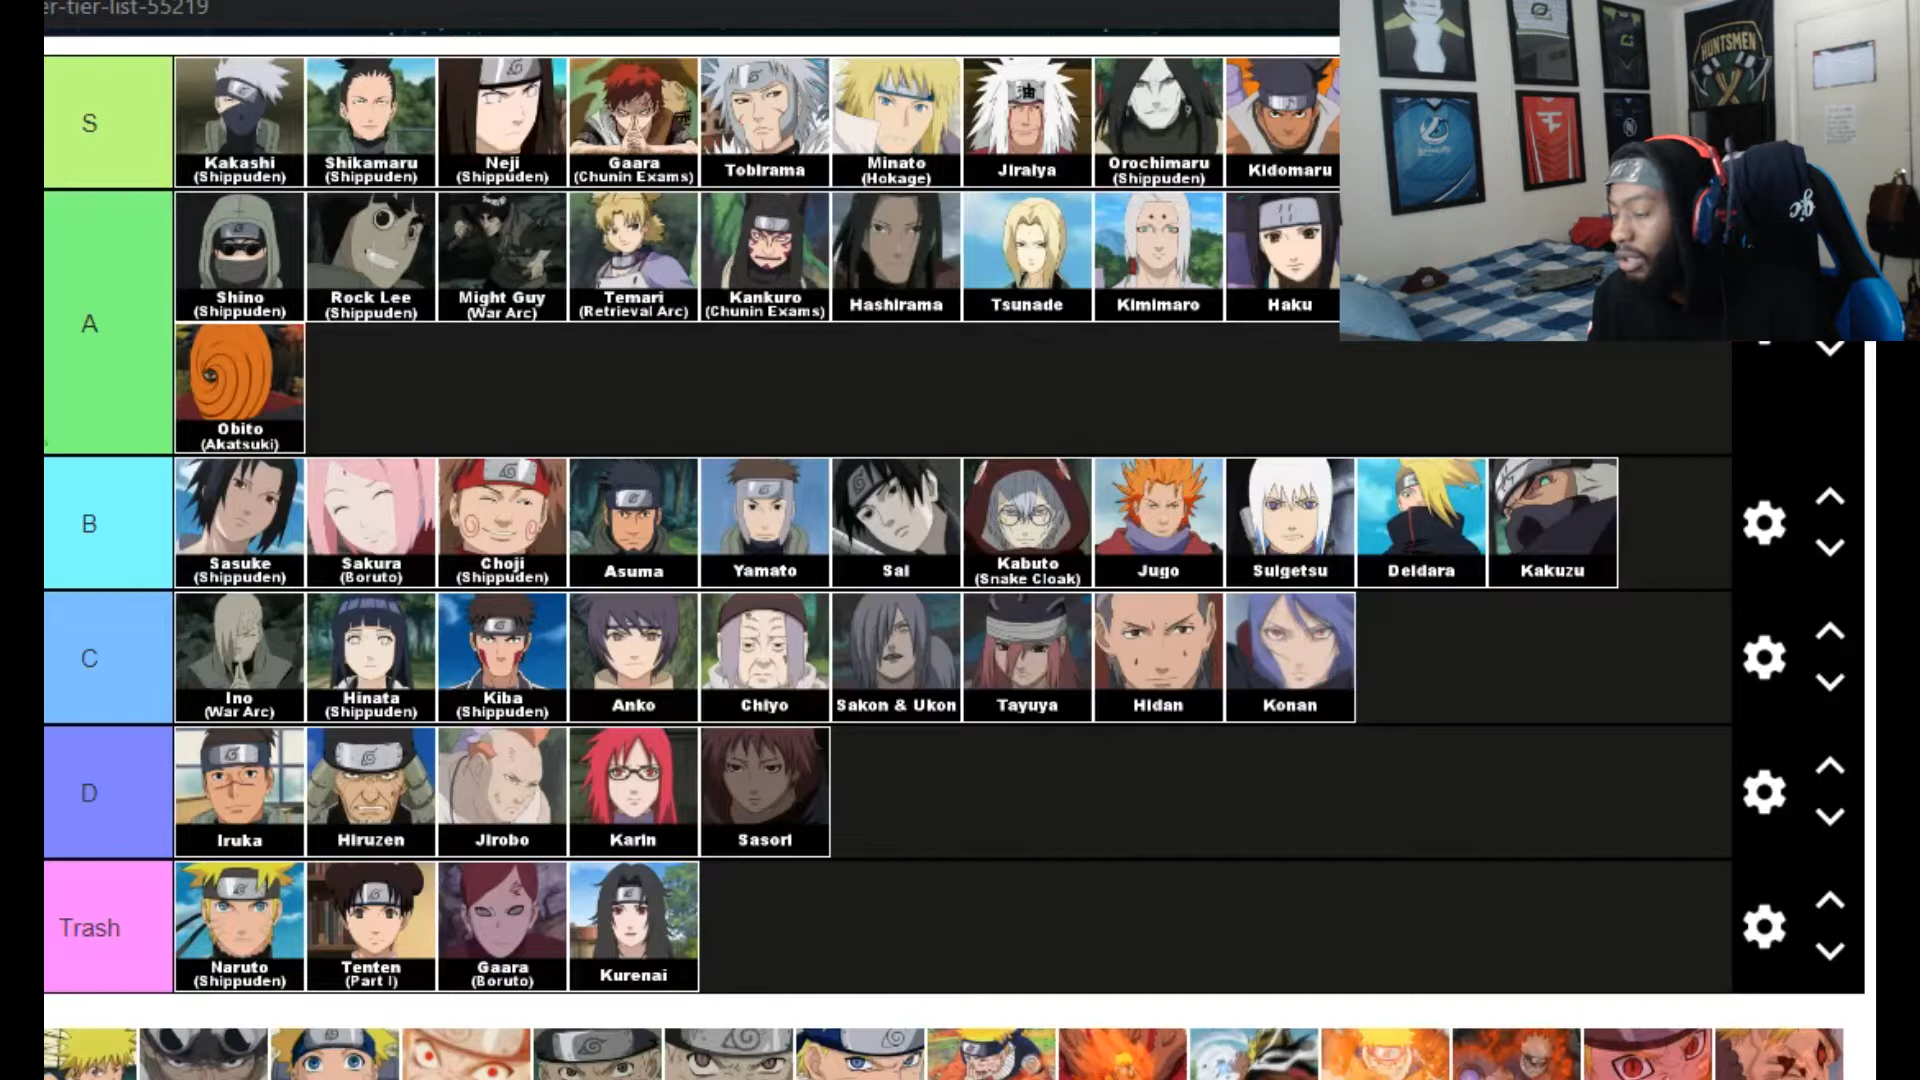 er-tier-list-55219
S
Kakashi
(Shippuden)
Shikamaru
(Shippuden)
Neji
(Shippuden)
Gaara
(Chunin Exams)
Tobirama
Minato
(Hokage)
Jiraiya
Orochimaru
(Shippuden)
Kidomaru
A
Shino
(Shippuden)
Rock Lee
(Shippuden)
Might Guy
(War Arc)
Temari
(Retrieval Arc)
Kankuro
(Chunin Exams)
Hashirama
Tsunade
Kimimaro
Haku
Obito
(Akatsuki)
B
Sasuke
(Shippuden)
Sakura
(Boruto)
Choji
(Shippuden)
Asuma
Yamato
Sai
Kabuto
(Snake Cloak)
Jugo
Suigetsu
Deidara
Kakuzu
C
Ino
(War Arc)
Hinata
(Shippuden)
Kiba
(Shippuden)
Anko
Chiyo
Sakon & Ukon
Tayuya
Hidan
Konan
D
Iruka
Hiruzen
Jirobo
Karin
Sasori
Trash
Naruto
(Shippuden)
Tenten
(Part I)
Gaara
(Boruto)
Kurenai
HUNTSMEN
油